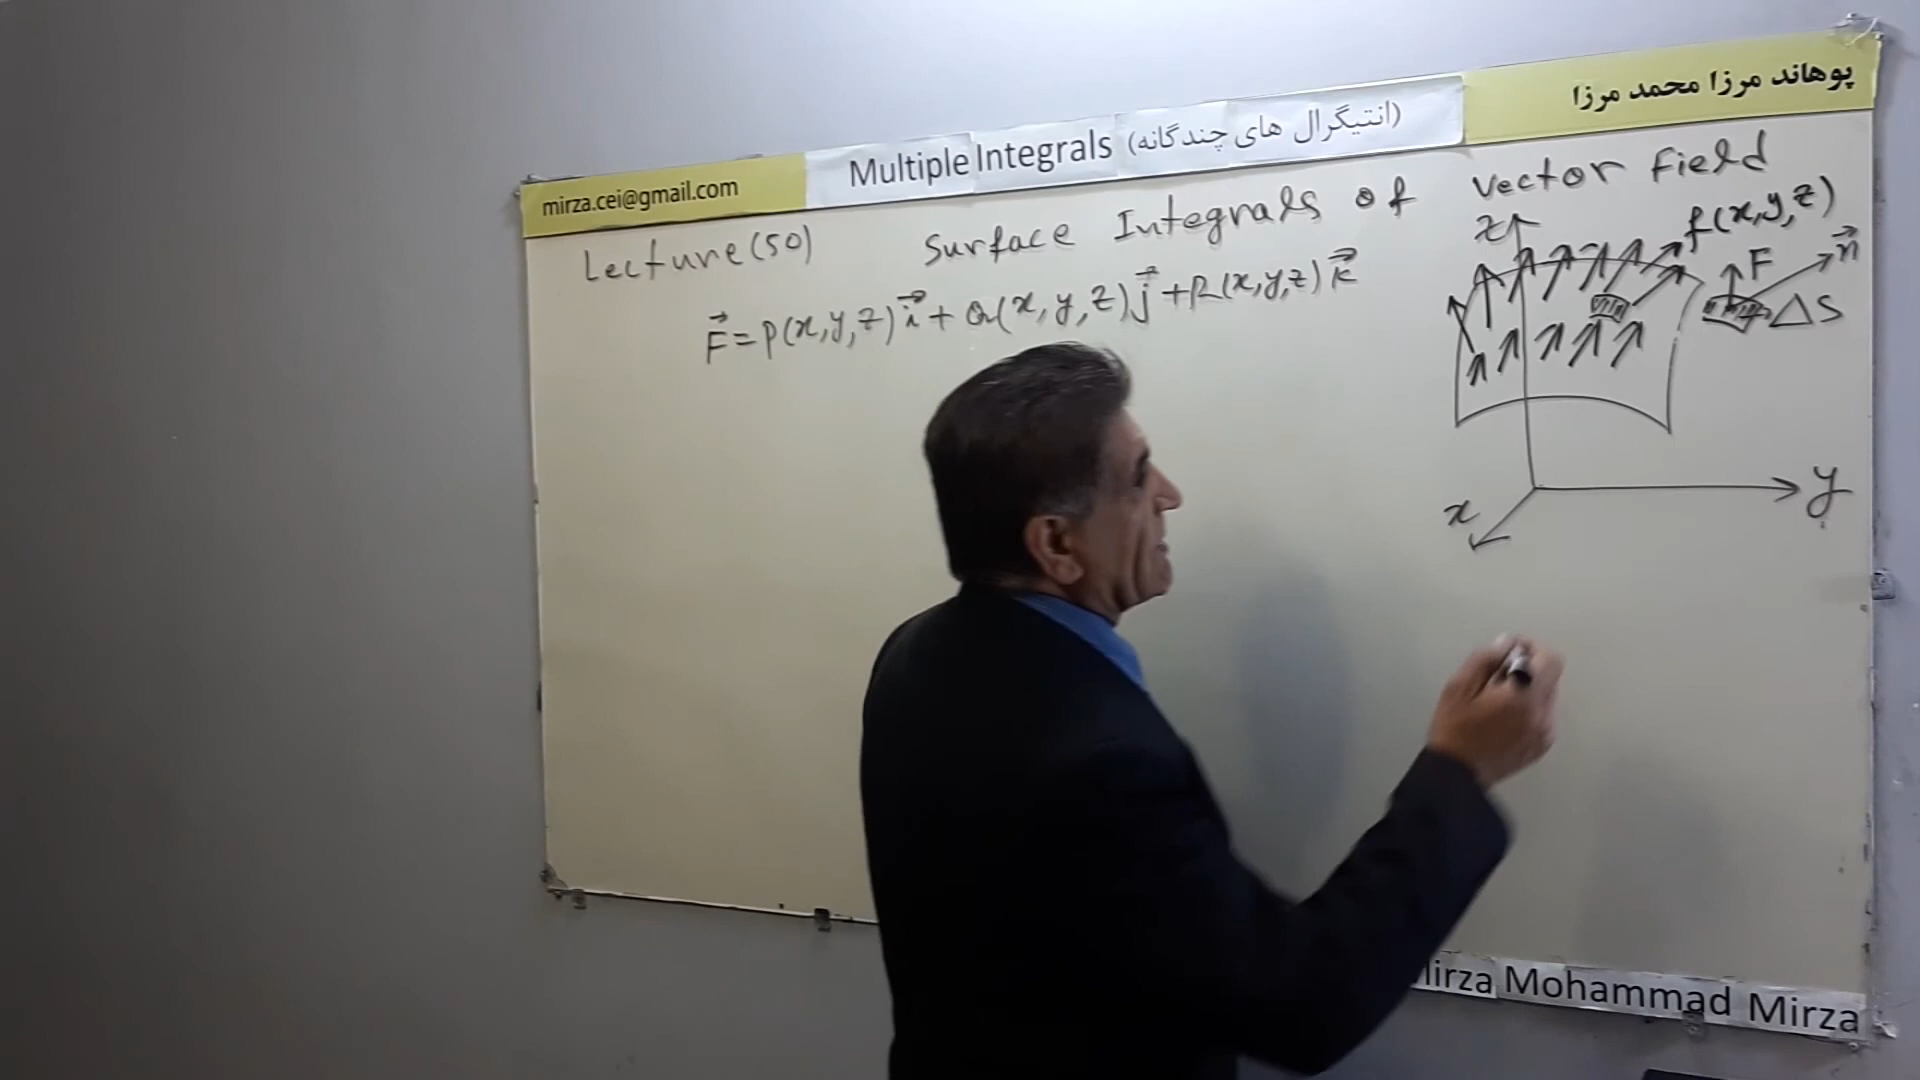 پوهاند مرزا محمد مرزا
Multiple Integrals (انتیگرال های چندگانه)
mirza.cei@gmail.com
Lecture(50) Surface Integrals of Vector Field
F⃗ = P(x,y,z)i⃗ + Q(x,y,z)j⃗ + R(x,y,z)k⃗
z
f(x,y,z)
F
n⃗
ΔS
y
x
Mohammad Mirza